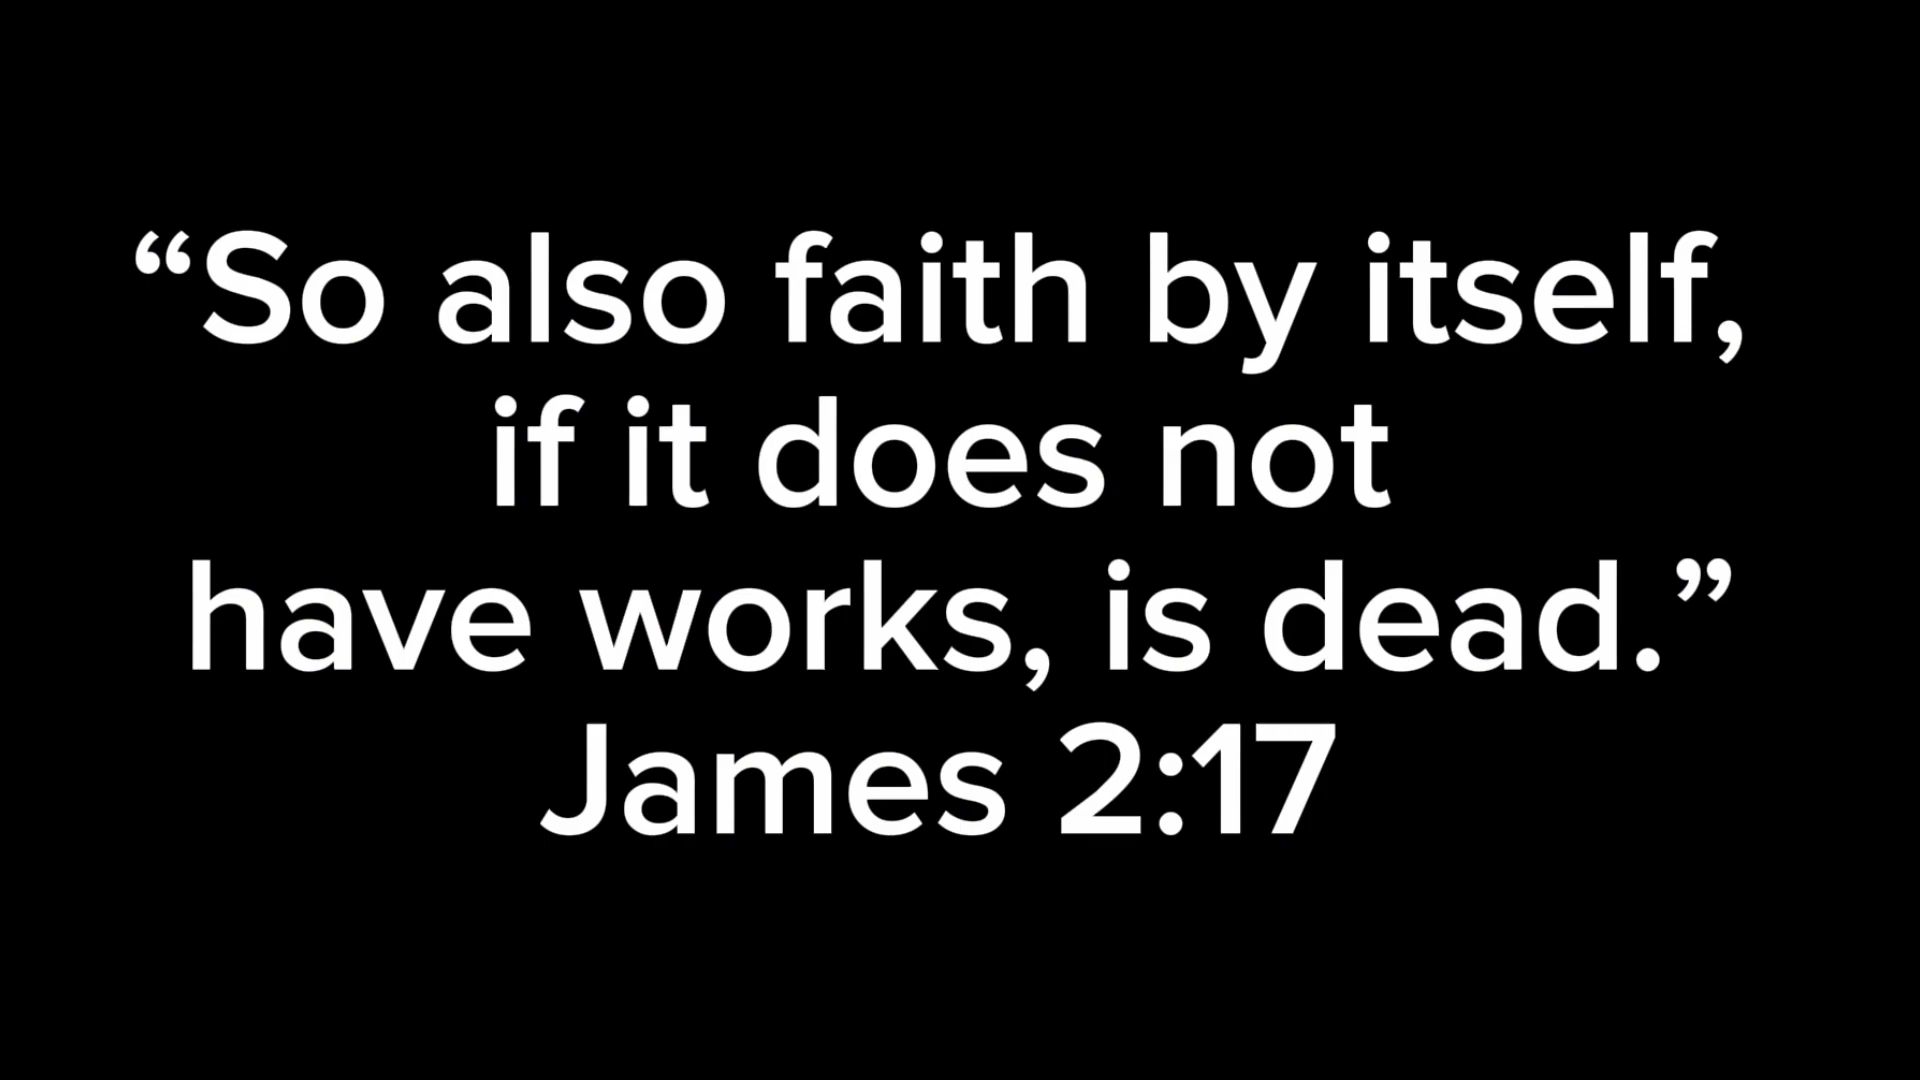 “So also faith by itself,
if it does not
have works, is dead.”
James 2:17